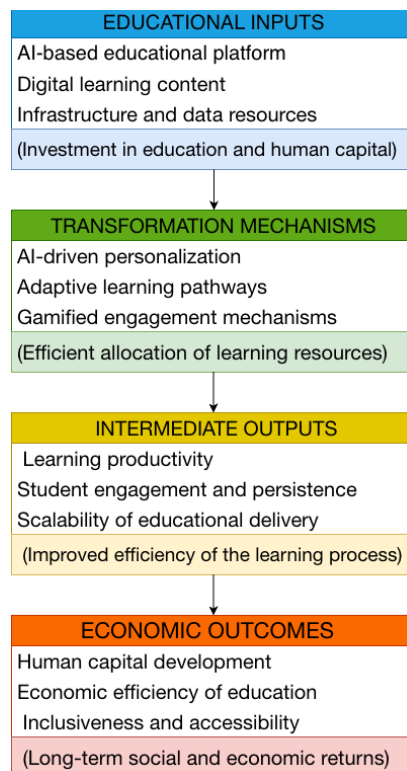 EDUCATIONAL INPUTS
AI-based educational platform
Digital learning content
Infrastructure and data resources
(Investment in education and human capital)
TRANSFORMATION MECHANISMS
AI-driven personalization
Adaptive learning pathways
Gamified engagement mechanisms
(Efficient allocation of learning resources)
INTERMEDIATE OUTPUTS
Learning productivity
Student engagement and persistence
Scalability of educational delivery
(Improved efficiency of the learning process)
ECONOMIC OUTCOMES
Human capital development
Economic efficiency of education
Inclusiveness and accessibility
(Long-term social and economic returns)